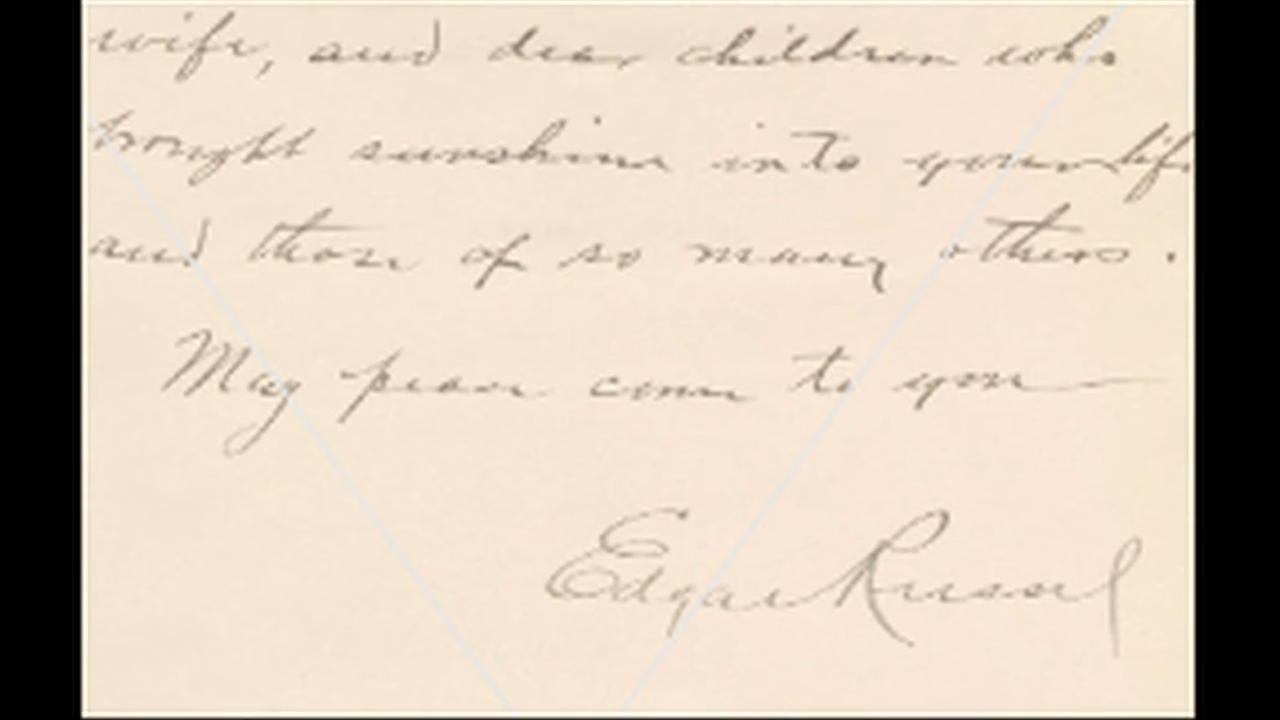 wife, and dear children who
brought sunshine into your life
and those of so many others.
May peace come to you—
Edgar Russel